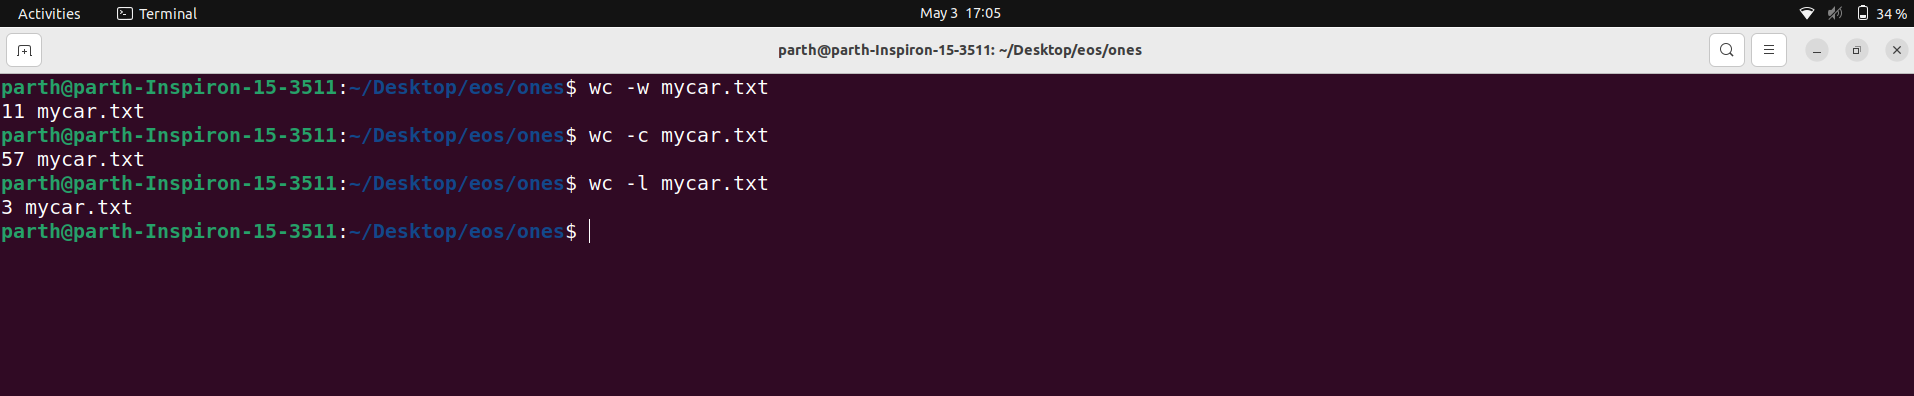 Activities Terminal May 3 17:05 34 %
parth@parth-Inspiron-15-3511: ~/Desktop/eos/ones
parth@parth-Inspiron-15-3511:~/Desktop/eos/ones$ wc -w mycar.txt
11 mycar.txt
parth@parth-Inspiron-15-3511:~/Desktop/eos/ones$ wc -c mycar.txt
57 mycar.txt
parth@parth-Inspiron-15-3511:~/Desktop/eos/ones$ wc -l mycar.txt
3 mycar.txt
parth@parth-Inspiron-15-3511:~/Desktop/eos/ones$